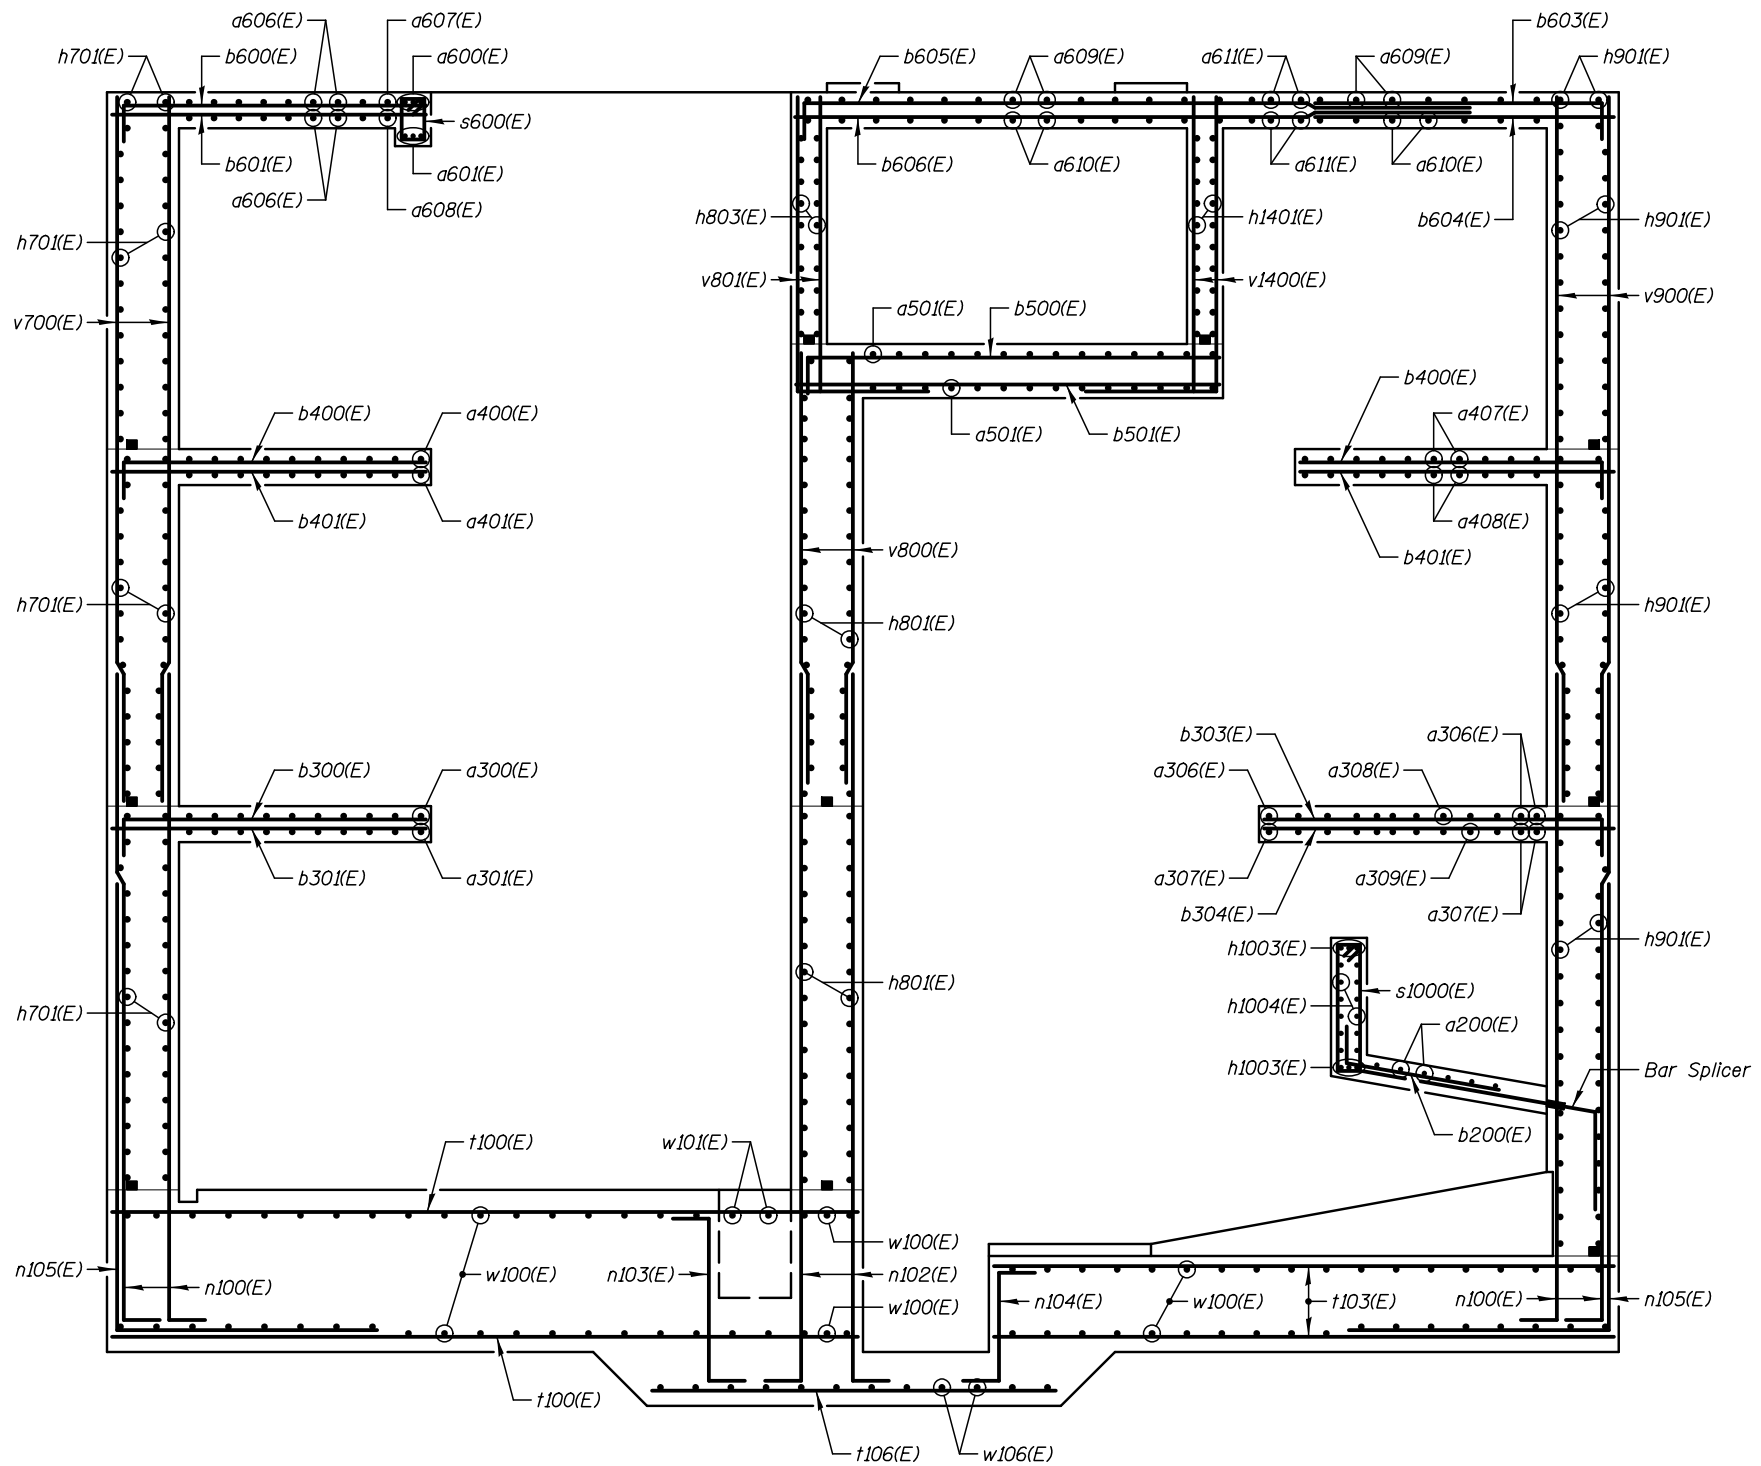 a606(E)
a607(E)
b603(E)
h701(E)
b600(E)
a600(E)
b605(E)
a609(E)
a611(E)
a609(E)
h901(E)
s600(E)
b601(E)
a601(E)
b606(E)
a610(E)
a611(E)
a610(E)
a606(E)
a608(E)
h803(E)
h1401(E)
b604(E)
h901(E)
h701(E)
v801(E)
v1400(E)
v900(E)
a501(E)
b500(E)
v700(E)
b400(E)
b400(E)
a400(E)
a407(E)
a501(E)
b501(E)
b401(E)
a401(E)
a408(E)
v800(E)
b401(E)
h701(E)
h801(E)
h901(E)
b303(E)
a306(E)
b300(E)
a300(E)
a306(E)
a308(E)
b301(E)
a301(E)
a307(E)
a309(E)
b304(E)
a307(E)
h1003(E)
h901(E)
h801(E)
s1000(E)
h701(E)
h1004(E)
a200(E)
h1003(E)
Bar Splicer
b200(E)
t100(E)
w101(E)
w100(E)
n105(E)
n100(E)
w100(E)
n103(E)
n102(E)
w100(E)
n104(E)
w100(E)
t103(E)
n100(E)
n105(E)
t100(E)
t106(E)
w106(E)